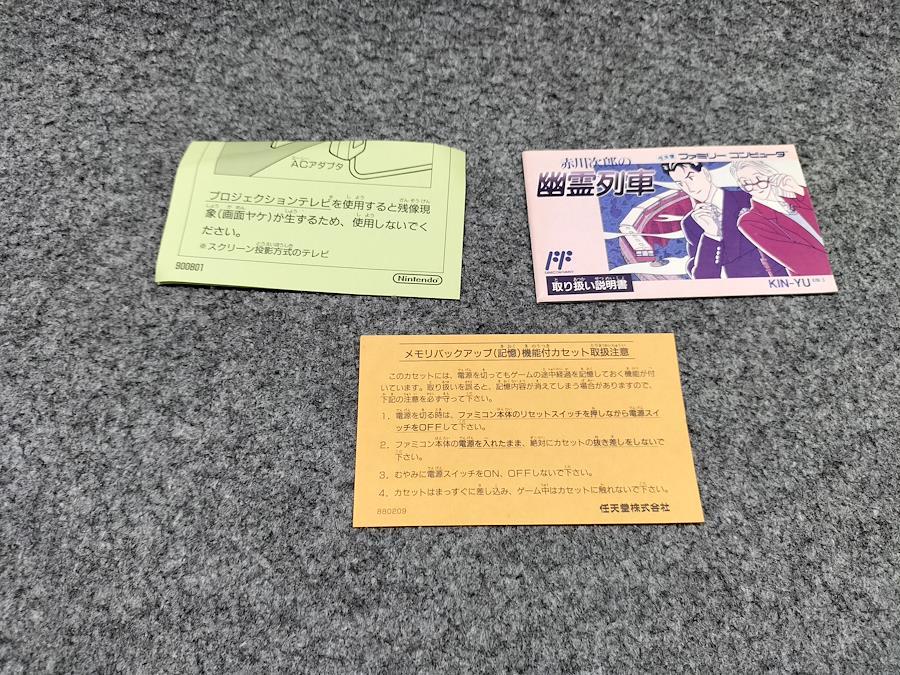 ACアダプタ
プロジェクションテレビを使用すると残像現
象(画面ヤケ)が生するため、使用しないでく
ださい。
※スクリーン投影方式のテレビ
900801
Nintendo
ファミリー コンピュータ
赤川次郎の
幽霊列車
取り扱い説明書
KIN-YU
メモリバックアップ(記憶)機能付カセット取扱注意
このカセットには、電源を切ってもゲームの途中経過を記憶しておく機能が付
いています。取り扱いを誤ると、記憶内容が消えてしまう場合がありますので、
下記の注意を必ず守って下さい。
1．電源を切る時は、ファミコン本体のリセットスイッチを押しながら電源スイ
ッチをOFFして下さい。
2．ファミコン本体の電源を入れたまま、絶対にカセットの抜き差しをしないで
下さい。
3．むやみに電源スイッチをON、OFFしないで下さい。
4．カセットはまっすぐに差し込み、ゲーム中はカセットに触れないで下さい。
880209
任天堂株式会社